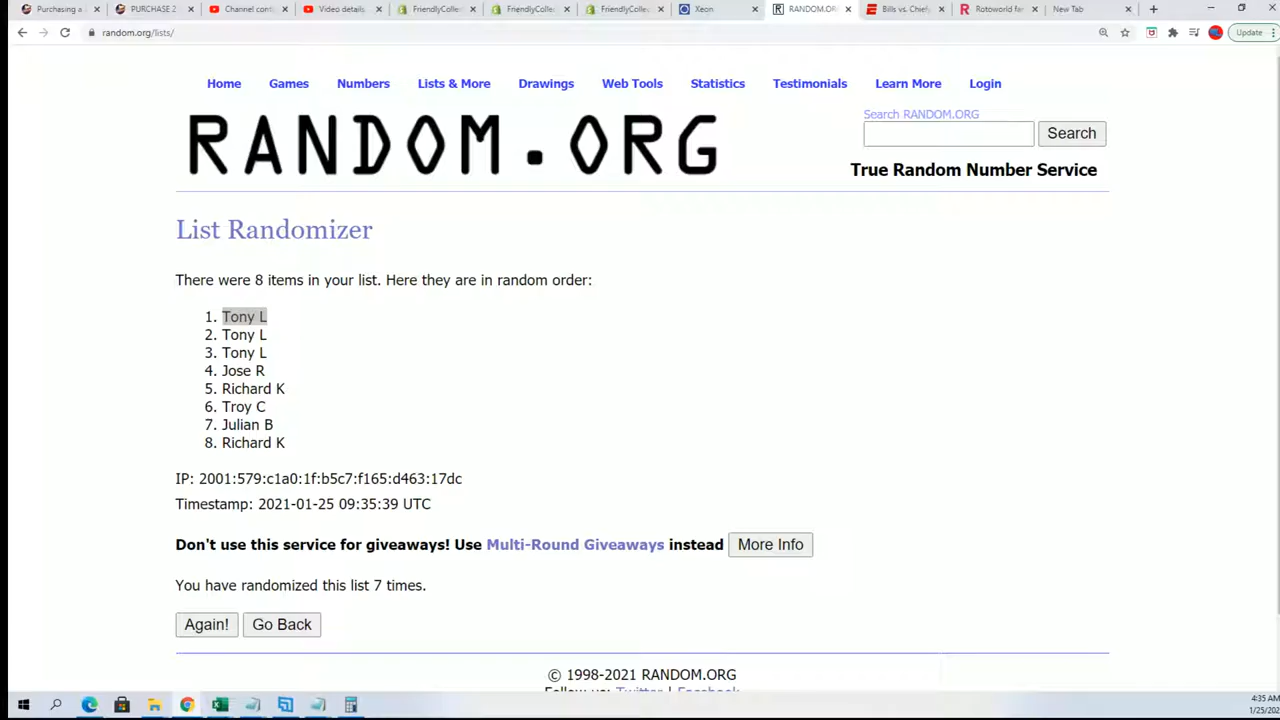 Purchasing a PURCHASE 2 Channel cont Video details FriendlyColle FriendlyColle FriendlyColle Xeon RANDOM.OR Bills vs. Chief Rotoworld fan New Tab
random.org/lists/ Update
Home Games Numbers Lists & More Drawings Web Tools Statistics Testimonials Learn More Login
RANDOM.ORG
Search RANDOM.ORG
Search
True Random Number Service
List Randomizer
There were 8 items in your list. Here they are in random order:
1. Tony L
2. Tony L
3. Tony L
4. Jose R
5. Richard K
6. Troy C
7. Julian B
8. Richard K
IP: 2001:579:c1a0:1f:b5c7:f165:d463:17dc
Timestamp: 2021-01-25 09:35:39 UTC
Don't use this service for giveaways! Use Multi-Round Giveaways instead More Info
You have randomized this list 7 times.
Again! Go Back
© 1998-2021 RANDOM.ORG
Follow us: Twitter | Facebook
4:35 AM
1/25/202